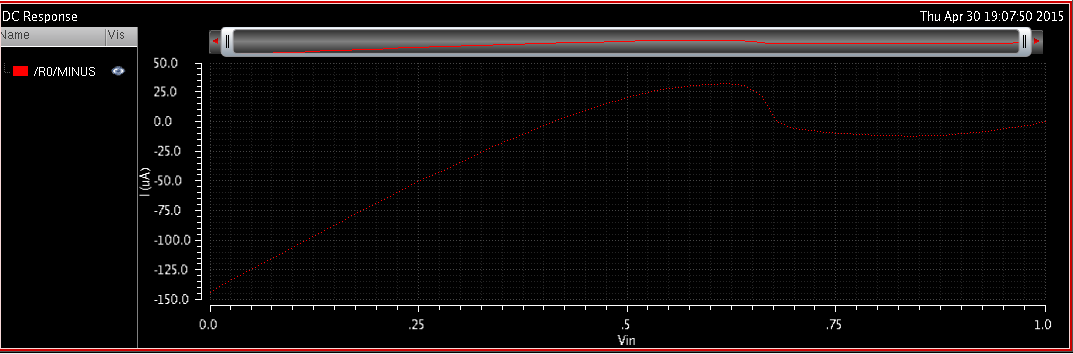 DC Response
Thu Apr 30 19:07:50 2015
Name Vis
/R0/MINUS
50.0
25.0
0.0
-25.0
-50.0
-75.0
-100.0
-125.0
-150.0
I (uA)
0.0 .25 .5 .75 1.0
Vin